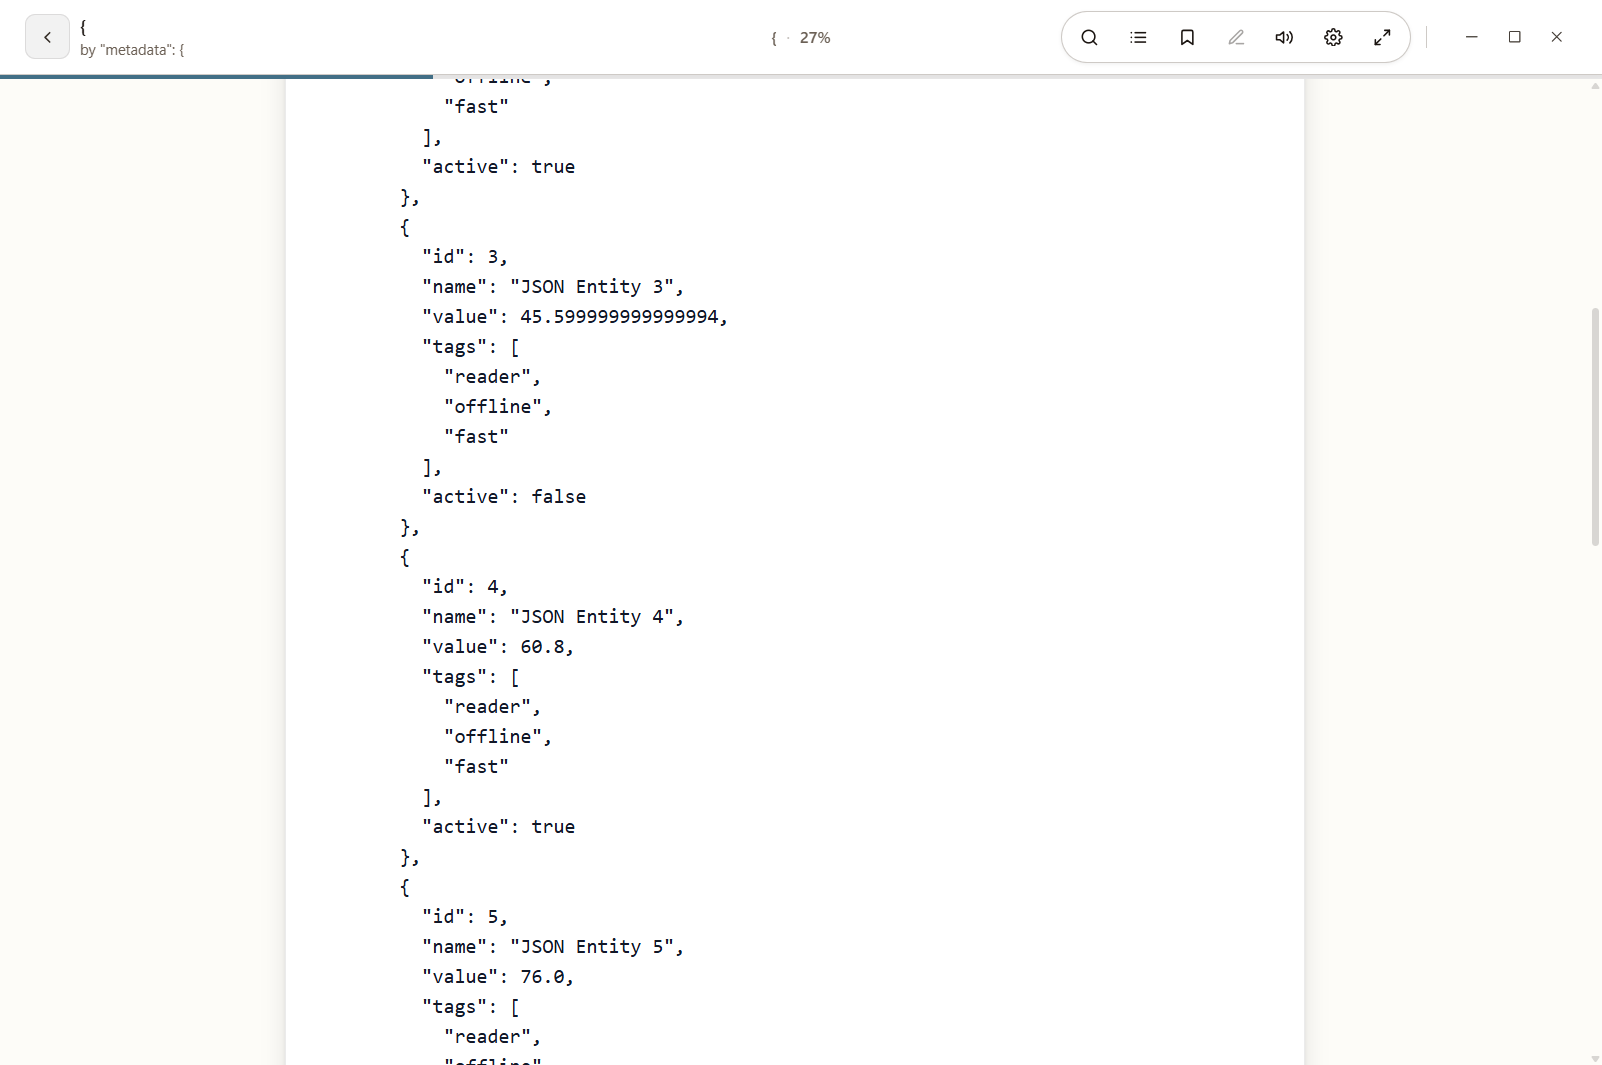 {
by "metadata": {
{ · 27%
"offline",
"fast"
],
"active": true
},
{
"id": 3,
"name": "JSON Entity 3",
"value": 45.599999999999994,
"tags": [
"reader",
"offline",
"fast"
],
"active": false
},
{
"id": 4,
"name": "JSON Entity 4",
"value": 60.8,
"tags": [
"reader",
"offline",
"fast"
],
"active": true
},
{
"id": 5,
"name": "JSON Entity 5",
"value": 76.0,
"tags": [
"reader",
"offline"